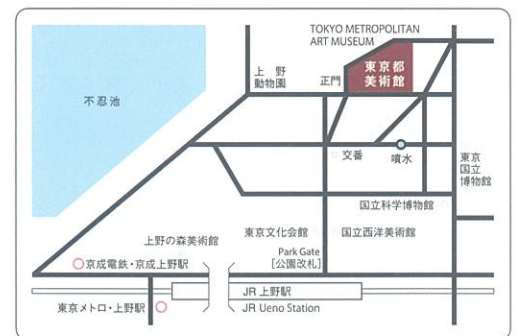 TOKYO METROPOLITAN
ART MUSEUM
東京都
美術館
上野
動物園
正門
不忍池
交番
噴水
東京
国立
博物館
国立科学博物館
東京文化会館
国立西洋美術館
上野の森美術館
Park Gate
[公園改札]
京成電鉄・京成上野駅
JR 上野駅
東京メトロ・上野駅
JR Ueno Station